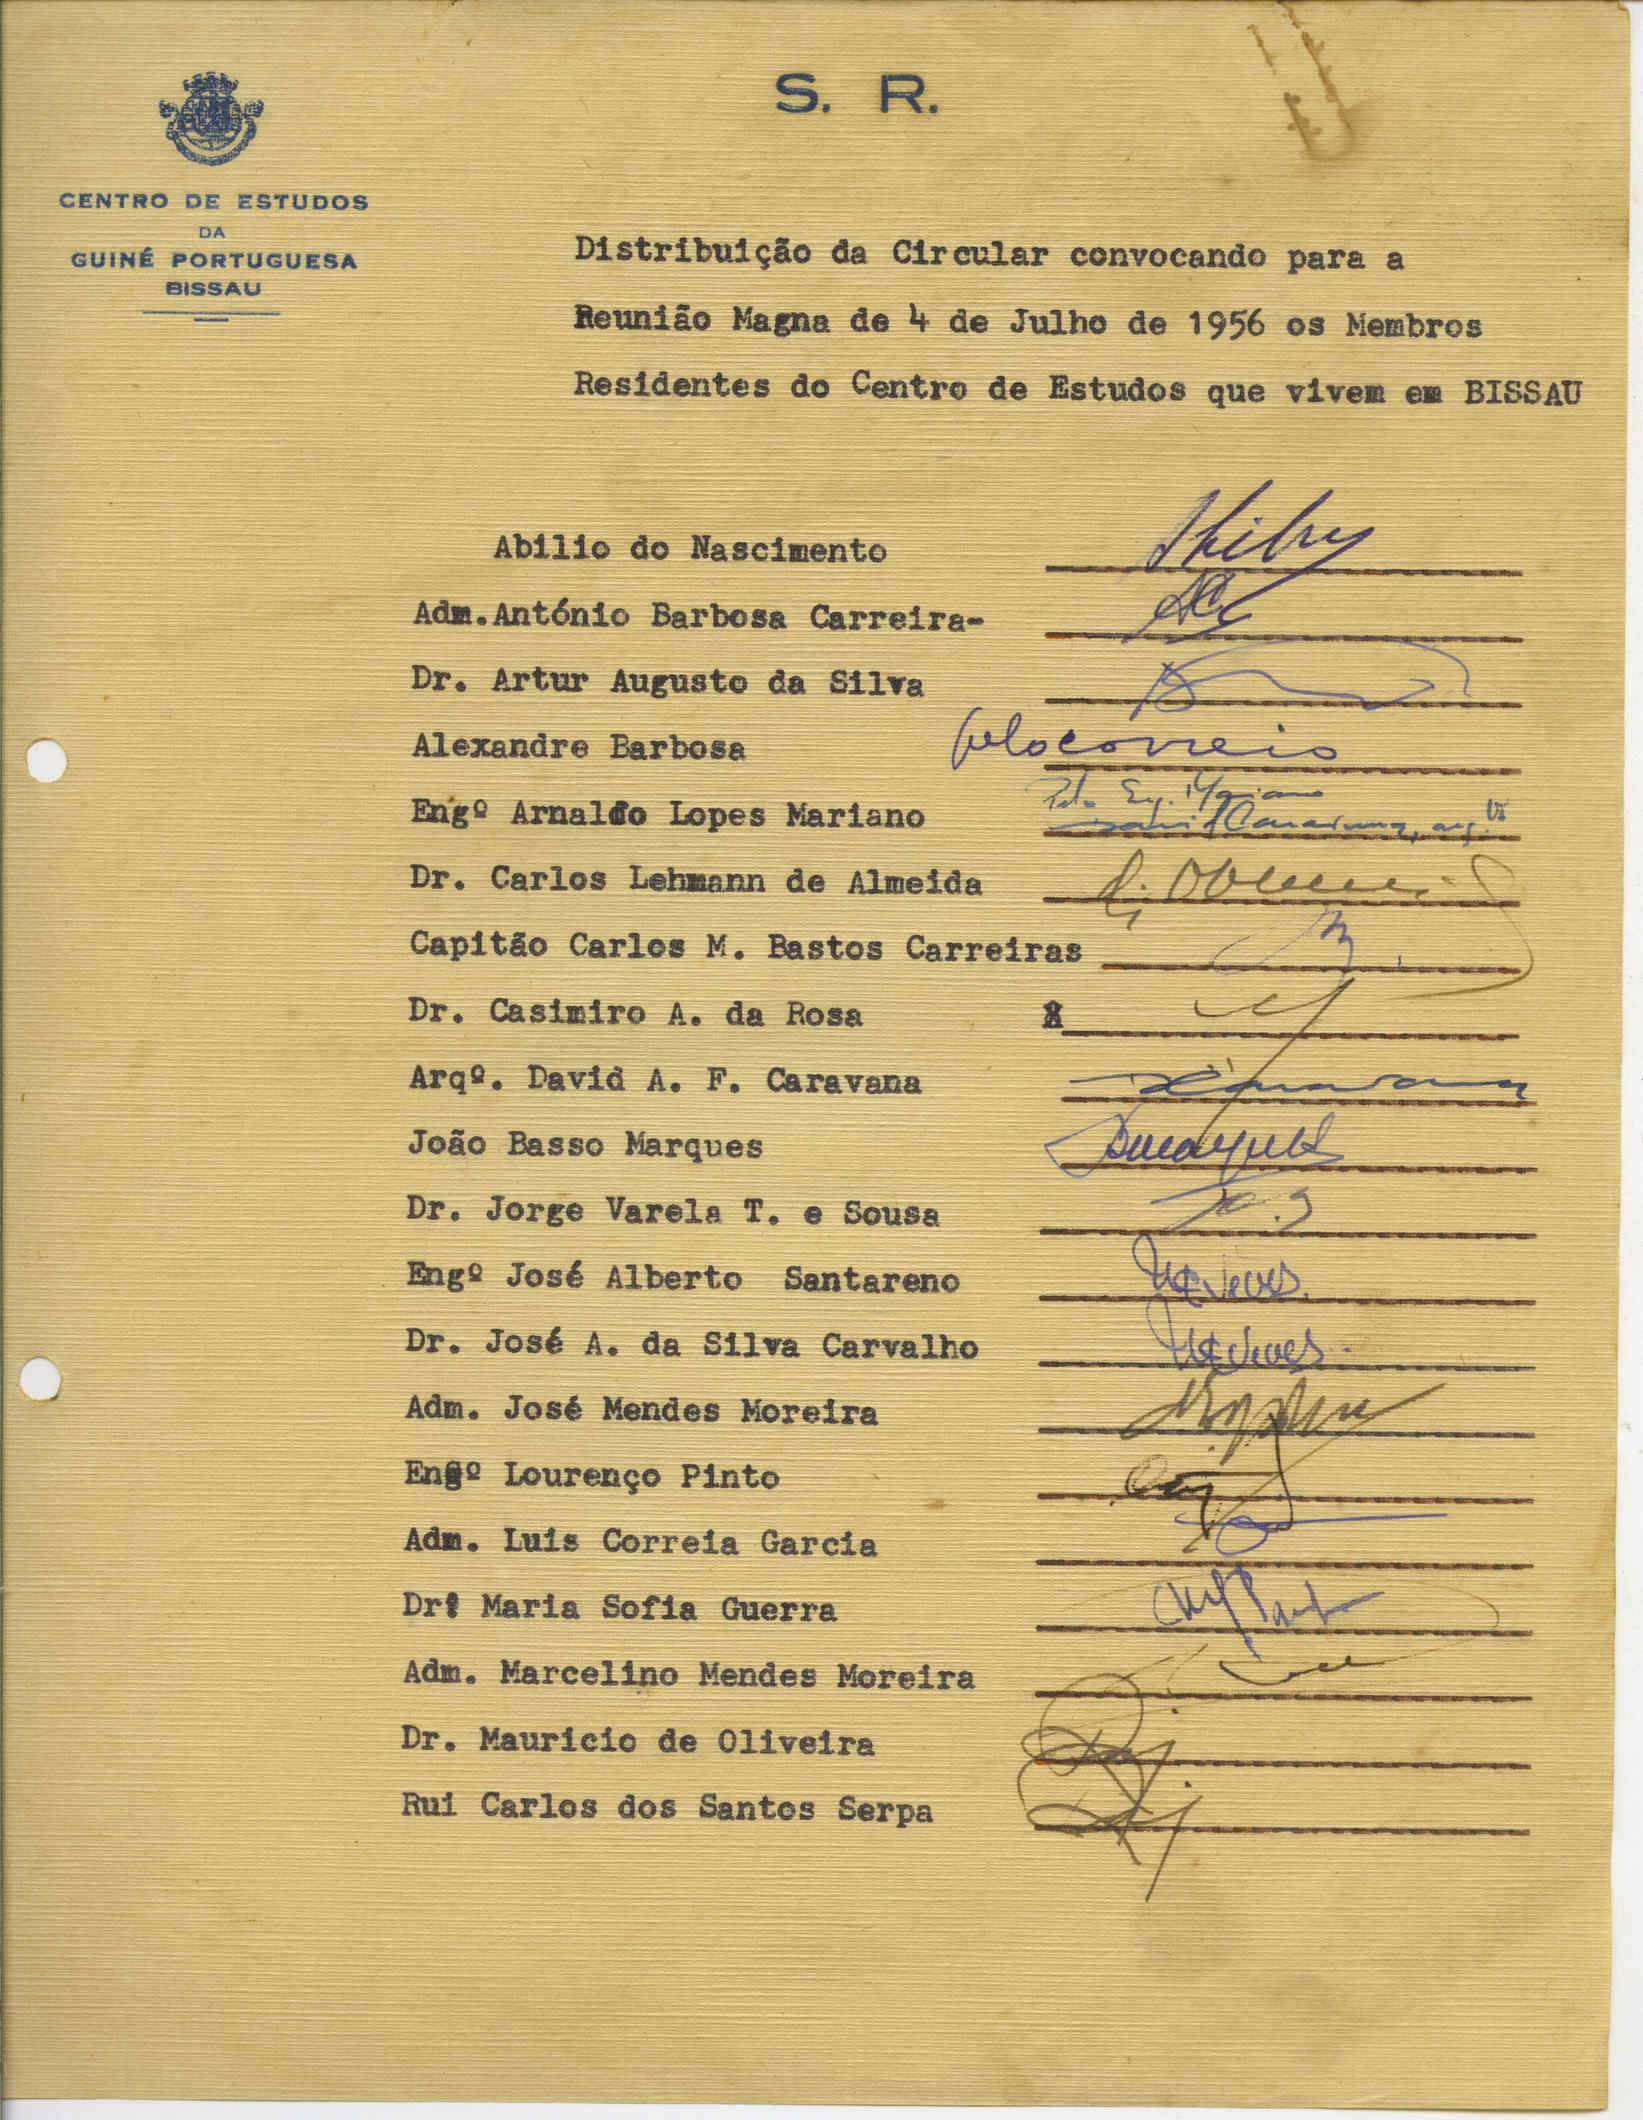 S. R.
CENTRO DE ESTUDOS
DA
GUINÉ PORTUGUESA
BISSAU
Distribuição da Circular convocando para a
Reunião Magna de 4 de Julho de 1956 os Membros
Residentes do Centro de Estudos que vivem em BISSAU
Abilio do Nascimento
Adm.António Barbosa Carreira-
Dr. Artur Augusto da Silva
Alexandre Barbosa pelo correio
Engº Arnaldo Lopes Mariano Pelo Eng. Mariano
Dr. Carlos Lehmann de Almeida
Capitão Carlos M. Bastos Carreiras
Dr. Casimiro A. da Rosa
Arqº. David A. F. Caravana
João Basso Marques
Dr. Jorge Varela T. e Sousa
Engº José Alberto Santareno
Dr. José A. da Silva Carvalho
Adm. José Mendes Moreira
Engº Lourenço Pinto
Adm. Luis Correia Garcia
Drª Maria Sofia Guerra
Adm. Marcelino Mendes Moreira
Dr. Mauricio de Oliveira
Rui Carlos dos Santos Serpa